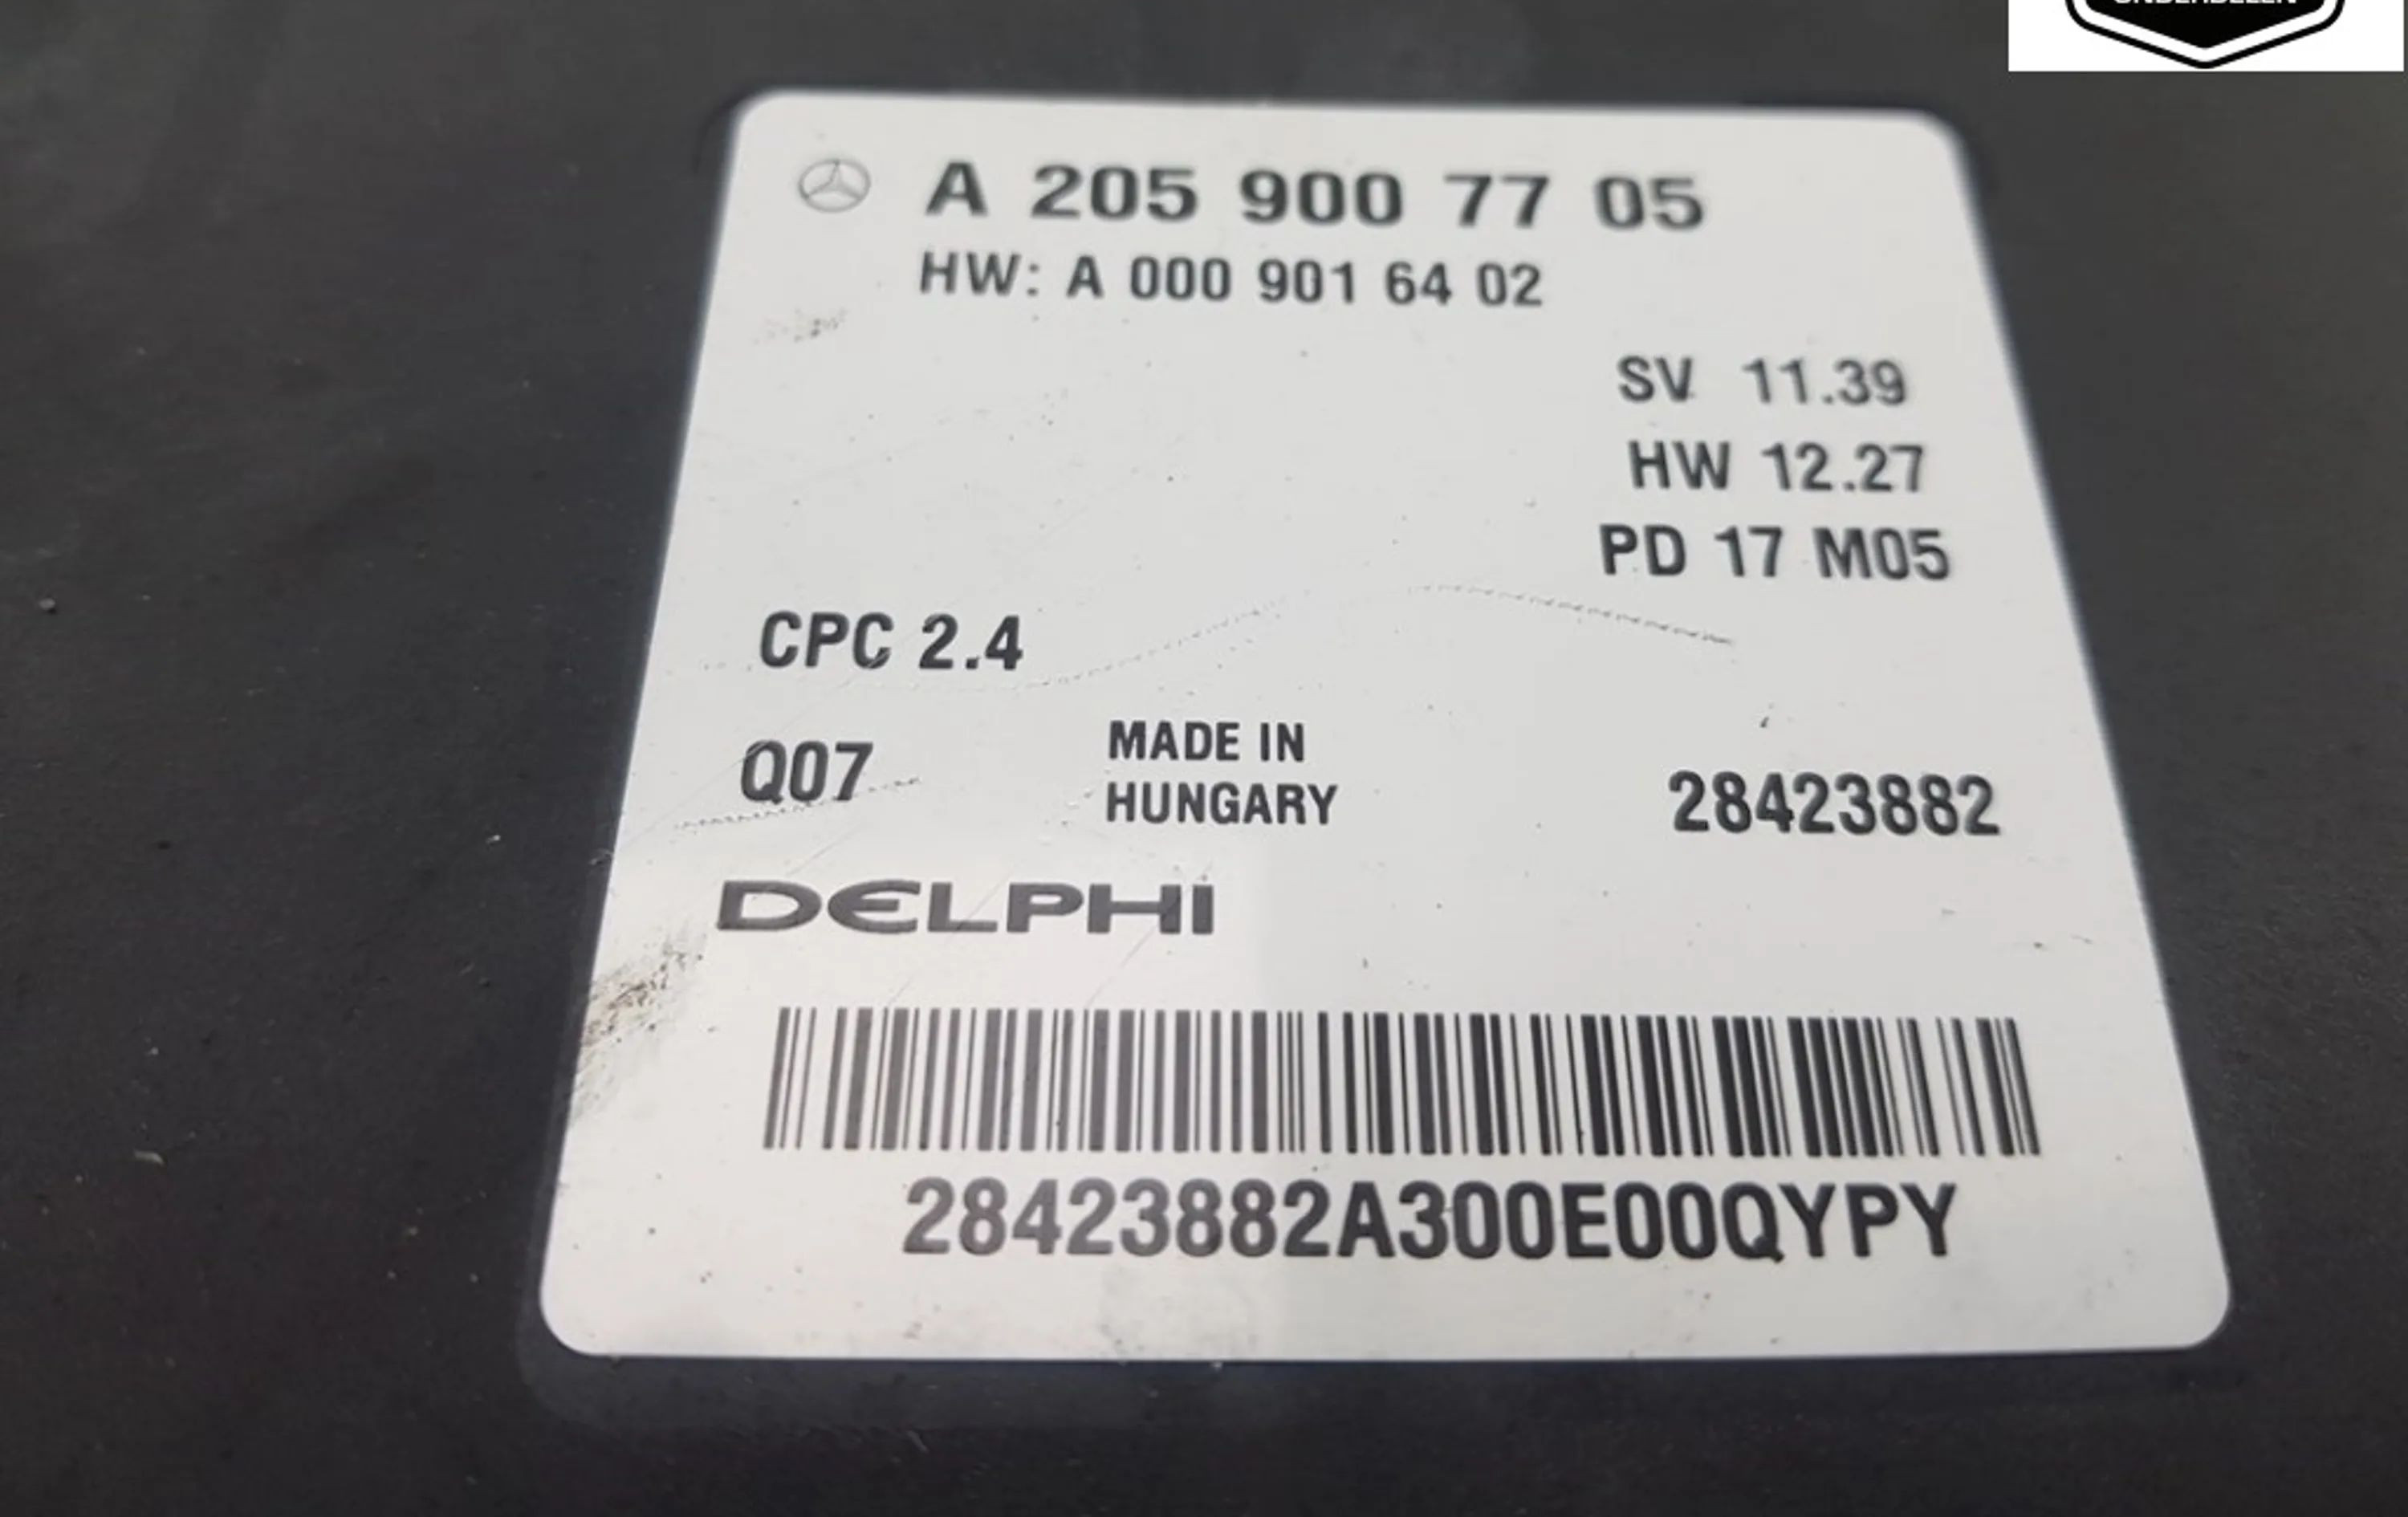 ONDERDELEN
A 205 900 77 05
HW: A 000 901 64 02
SV 11.39
HW 12.27
PD 17 M05
CPC 2.4
Q07
MADE IN
HUNGARY
28423882
DELPHI
28423882A300E00QYPY